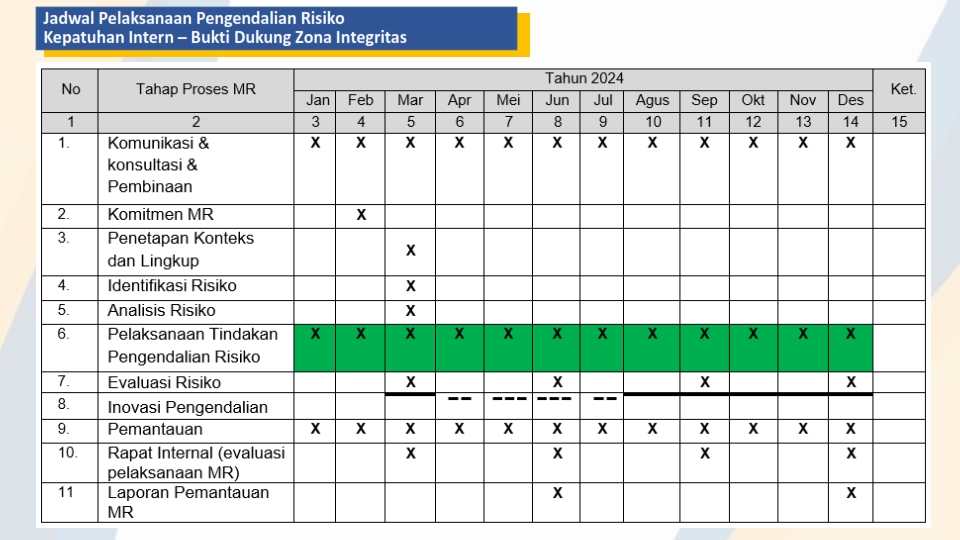 Jadwal Pelaksanaan Pengendalian Risiko
Kepatuhan Intern – Bukti Dukung Zona Integritas
No Tahap Proses MR Tahun 2024 Ket.
Jan Feb Mar Apr Mei Jun Jul Agus Sep Okt Nov Des
1 2 3 4 5 6 7 8 9 10 11 12 13 14 15
1. Komunikasi & X X X X X X X X X X X X
konsultasi &
Pembinaan
2. Komitmen MR X
3. Penetapan Konteks
dan Lingkup X
4. Identifikasi Risiko X
5. Analisis Risiko X
6. Pelaksanaan Tindakan X X X X X X X X X X X X
Pengendalian Risiko
7. Evaluasi Risiko X X X X
8. Inovasi Pengendalian
9. Pemantauan X X X X X X X X X X X X
10. Rapat Internal (evaluasi X X X X
pelaksanaan MR)
11 Laporan Pemantauan X X
MR